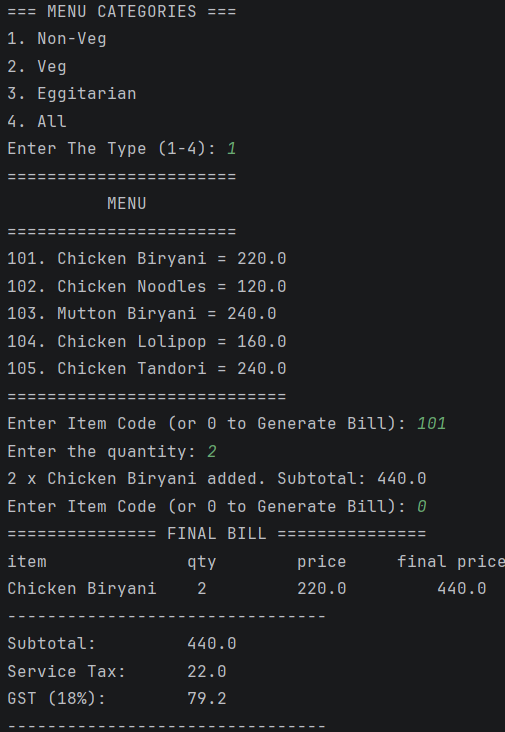 === MENU CATEGORIES ===
1. Non-Veg
2. Veg
3. Eggitarian
4. All
Enter The Type (1-4): 1
=======================
          MENU
=======================
101. Chicken Biryani = 220.0
102. Chicken Noodles = 120.0
103. Mutton Biryani = 240.0
104. Chicken Lolipop = 160.0
105. Chicken Tandori = 240.0
============================
Enter Item Code (or 0 to Generate Bill): 101
Enter the quantity: 2
2 x Chicken Biryani added. Subtotal: 440.0
Enter Item Code (or 0 to Generate Bill): 0
=============== FINAL BILL ===============
item              qty        price     final price
Chicken Biryani    2         220.0         440.0
--------------------------------
Subtotal:         440.0
Service Tax:      22.0
GST (18%):        79.2
--------------------------------